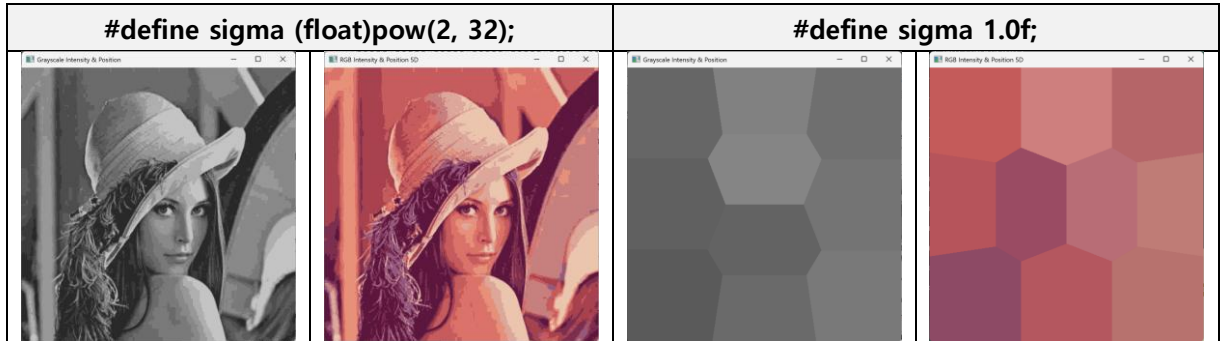 #define sigma (float)pow(2, 32);
#define sigma 1.0f;
Grayscale Intensity & Position
RGB Intensity & Position 5D
Grayscale Intensity & Position
RGB Intensity & Position 5D